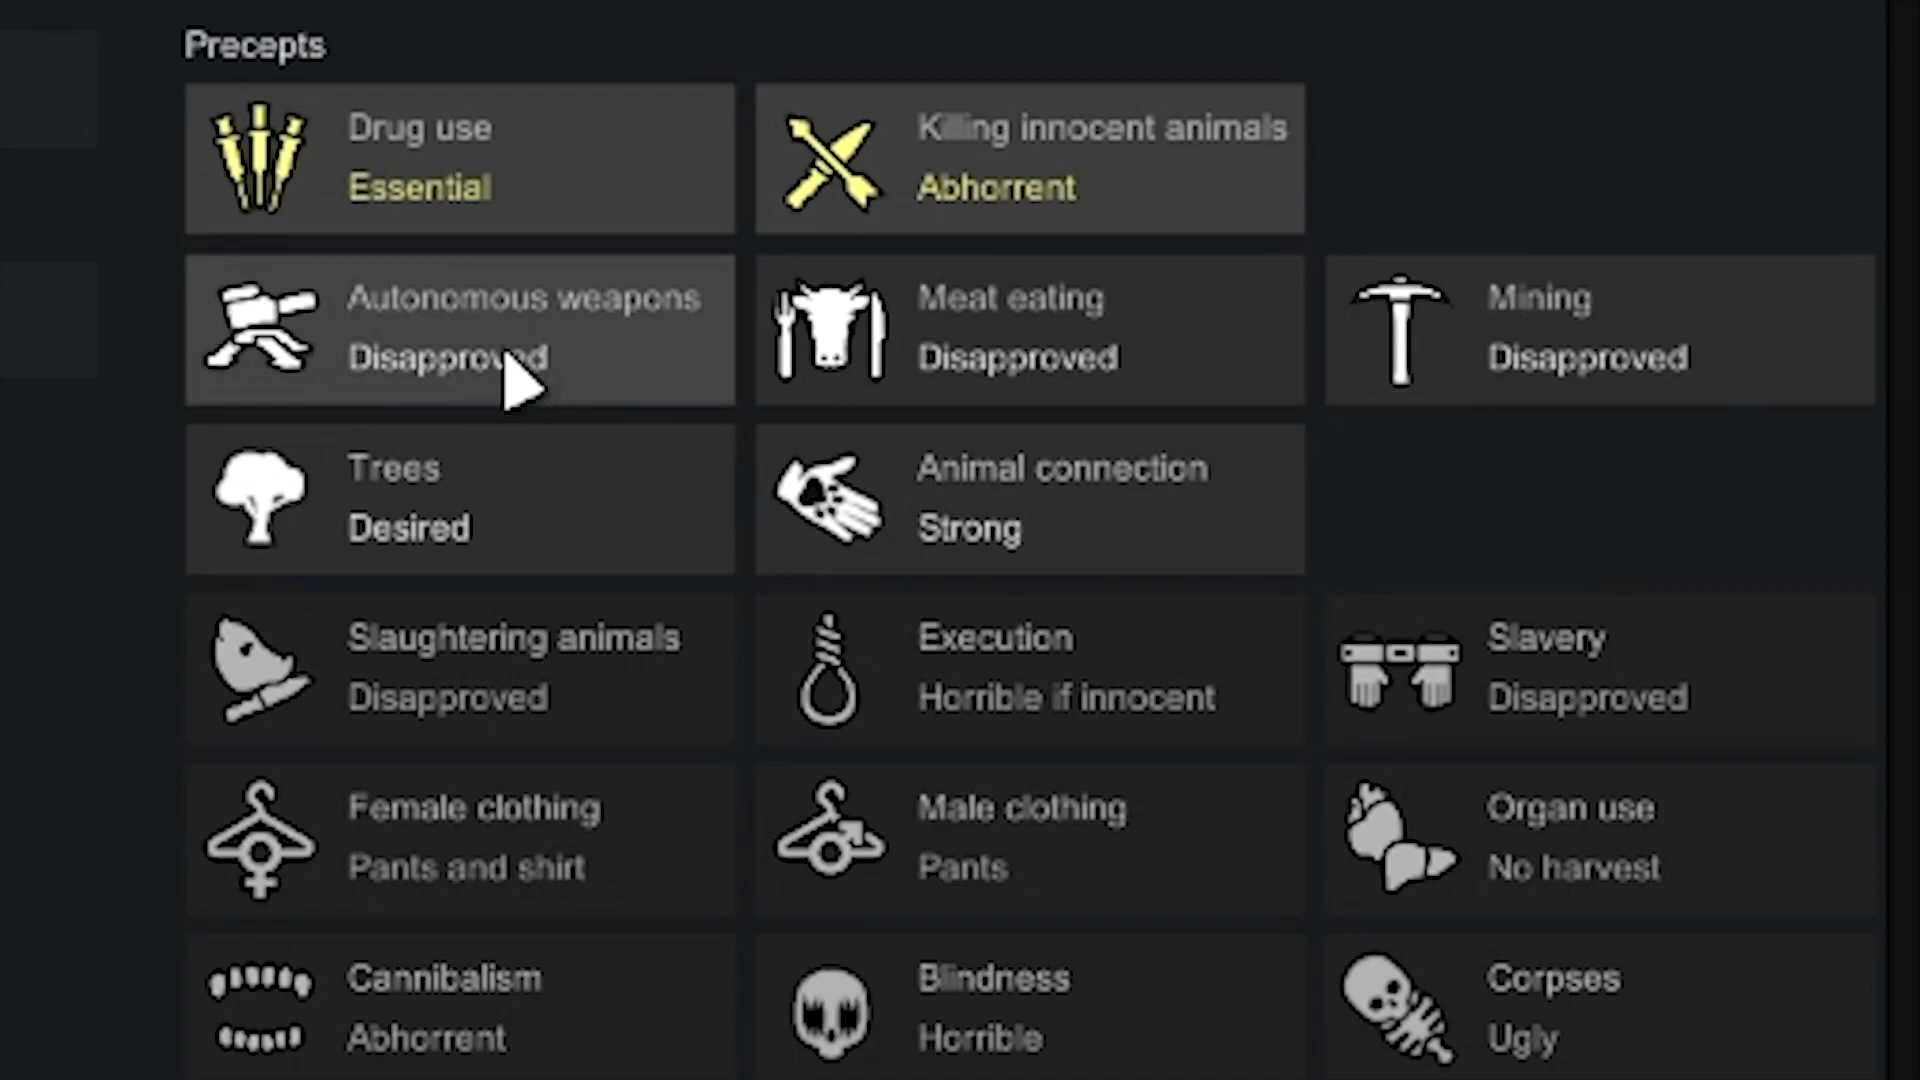 Precepts
Drug use
Essential
Killing innocent animals
Abhorrent
Autonomous weapons
Disapproved
Meat eating
Disapproved
Mining
Disapproved
Trees
Desired
Animal connection
Strong
Slaughtering animals
Disapproved
Execution
Horrible if innocent
Slavery
Disapproved
Female clothing
Pants and shirt
Male clothing
Pants
Organ use
No harvest
Cannibalism
Abhorrent
Blindness
Horrible
Corpses
Ugly